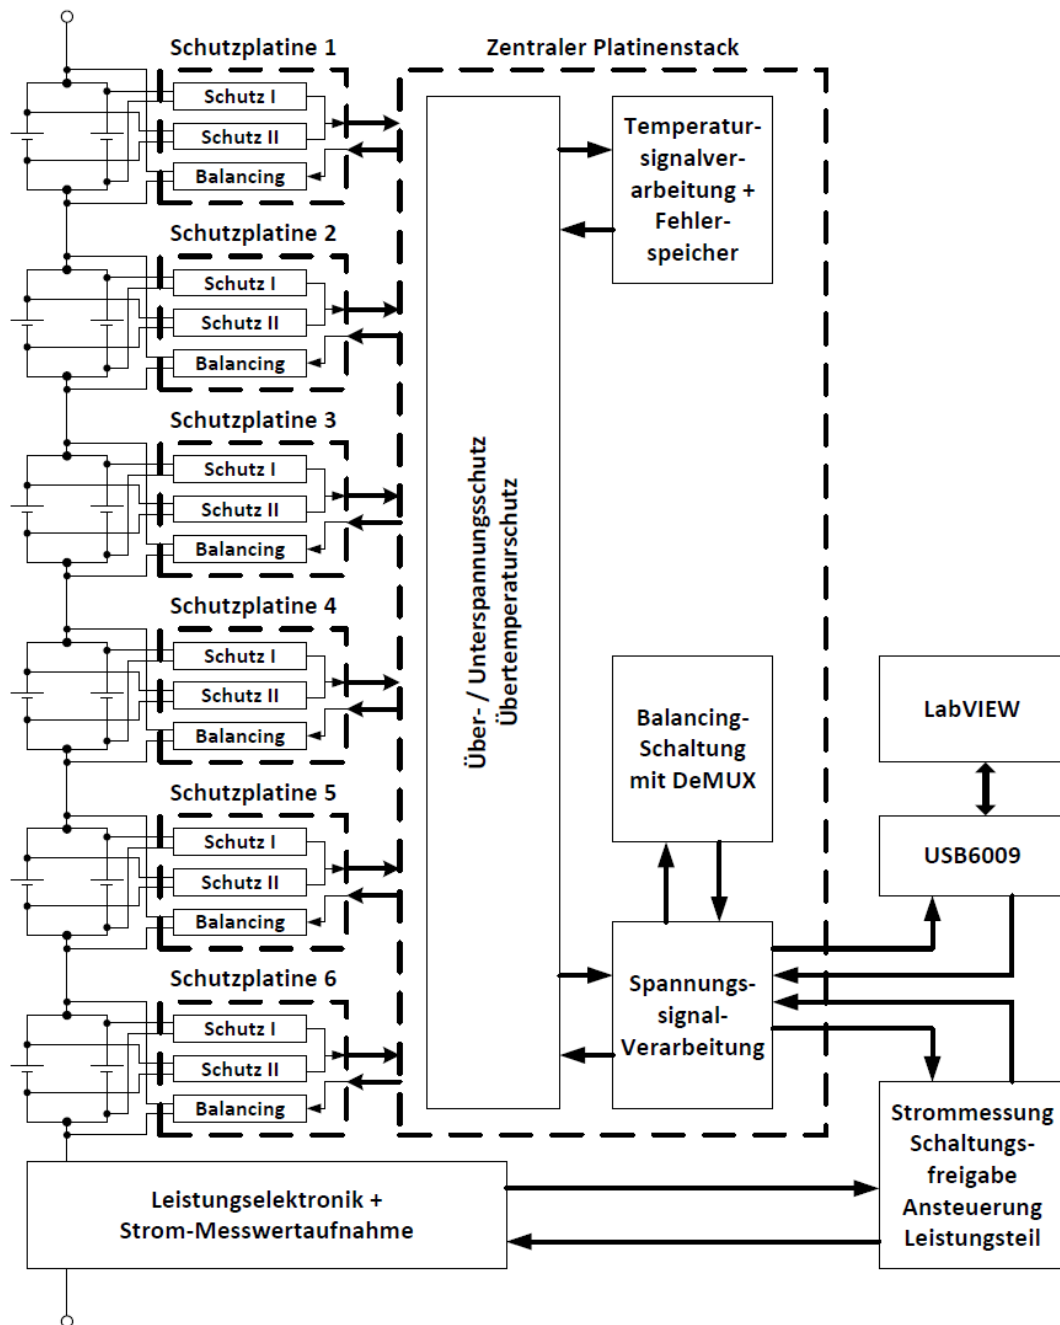 Schutzplatine 1
Schutz I
Schutz II
Balancing
Schutzplatine 2
Schutz I
Schutz II
Balancing
Schutzplatine 3
Schutz I
Schutz II
Balancing
Schutzplatine 4
Schutz I
Schutz II
Balancing
Schutzplatine 5
Schutz I
Schutz II
Balancing
Schutzplatine 6
Schutz I
Schutz II
Balancing
Zentraler Platinenstack
Über- / Unterspannungsschutz
Übertemperaturschutz
Temperatur-
signalver-
arbeitung +
Fehler-
speicher
Balancing-
Schaltung
mit DeMUX
Spannungs-
signal-
Verarbeitung
LabVIEW
USB6009
Strommessung
Schaltungs-
freigabe
Ansteuerung
Leistungsteil
Leistungselektronik +
Strom-Messwertaufnahme